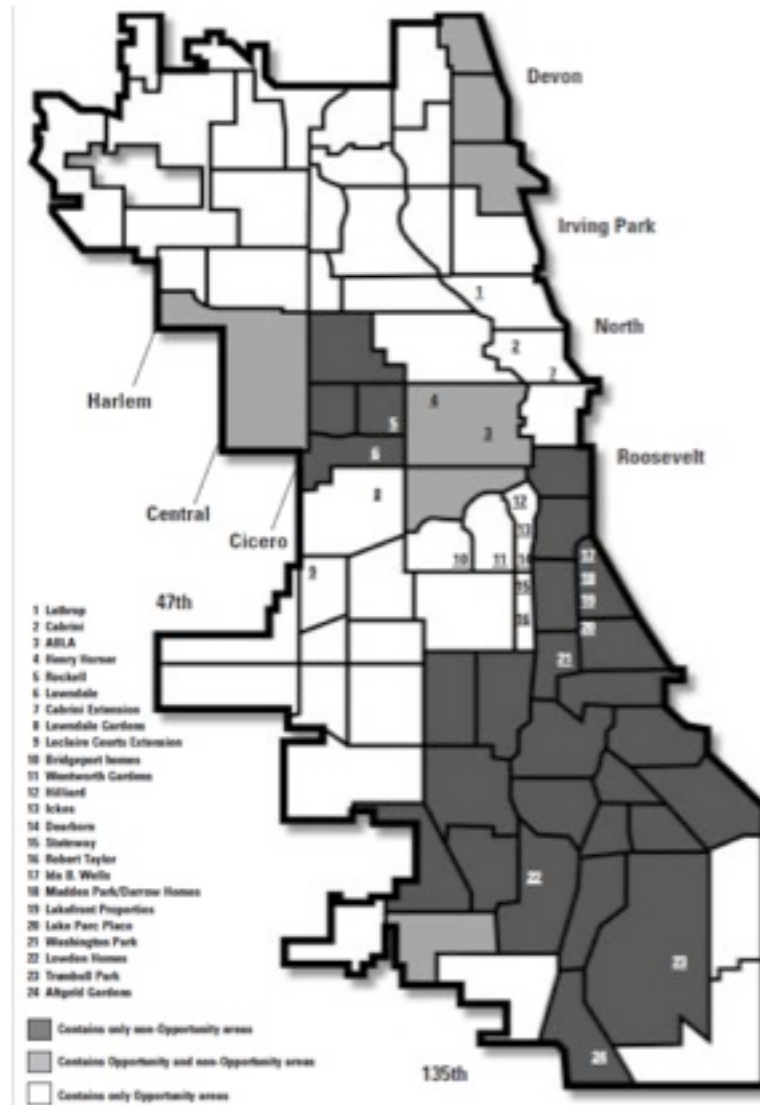 Devon
Irving Park
1
North
2
7
Harlem
4
5
3
Roosevelt
6
Central
8
12
Cicero
13
10
11
14
17
9
18
47th
15
19
16
20
21
1 Lathrop
2 Cabrini
3 ABLA
4 Henry Horner
5 Rockell
6 Lawndale
7 Cabrini Extension
8 Lawndale Gardens
9 Leclaire Courts Extension
10 Bridgeport homes
11 Wentworth Gardens
12 Hilliard
13 Ickes
14 Dearborn
15 Stateway
16 Robert Taylor
17 Ida B. Wells
18 Madden Park/Darrow Homes
19 Lakefront Properties
20 Lake Parc Place
21 Washington Park
22 Lowden Homes
23 Trumbull Park
24 Altgeld Gardens
22
23
Contains only non-Opportunity areas
Contains Opportunity and non-Opportunity areas
24
135th
Contains only Opportunity areas